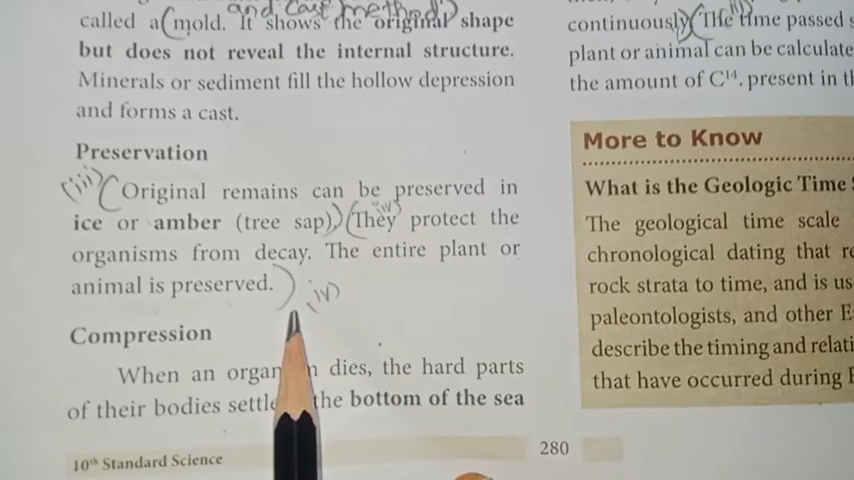 and cast method)
called a (mold. It shows the original shape
but does not reveal the internal structure.
Minerals or sediment fill the hollow depression
and forms a cast.
Preservation
(iii) (Original remains can be preserved in
ice or amber (tree sap).) (They (iv) protect the
organisms from decay. The entire plant or
animal is preserved.) (iv)
Compression
When an organ dies, the hard parts
of their bodies settle the bottom of the sea
10th Standard Science
280
continuously) (The time passed
plant or animal can be calculate
the amount of C14. present in th
More to Know
What is the Geologic Time
The geological time scale
chronological dating that re
rock strata to time, and is us
paleontologists, and other E
describe the timing and relati
that have occurred during E